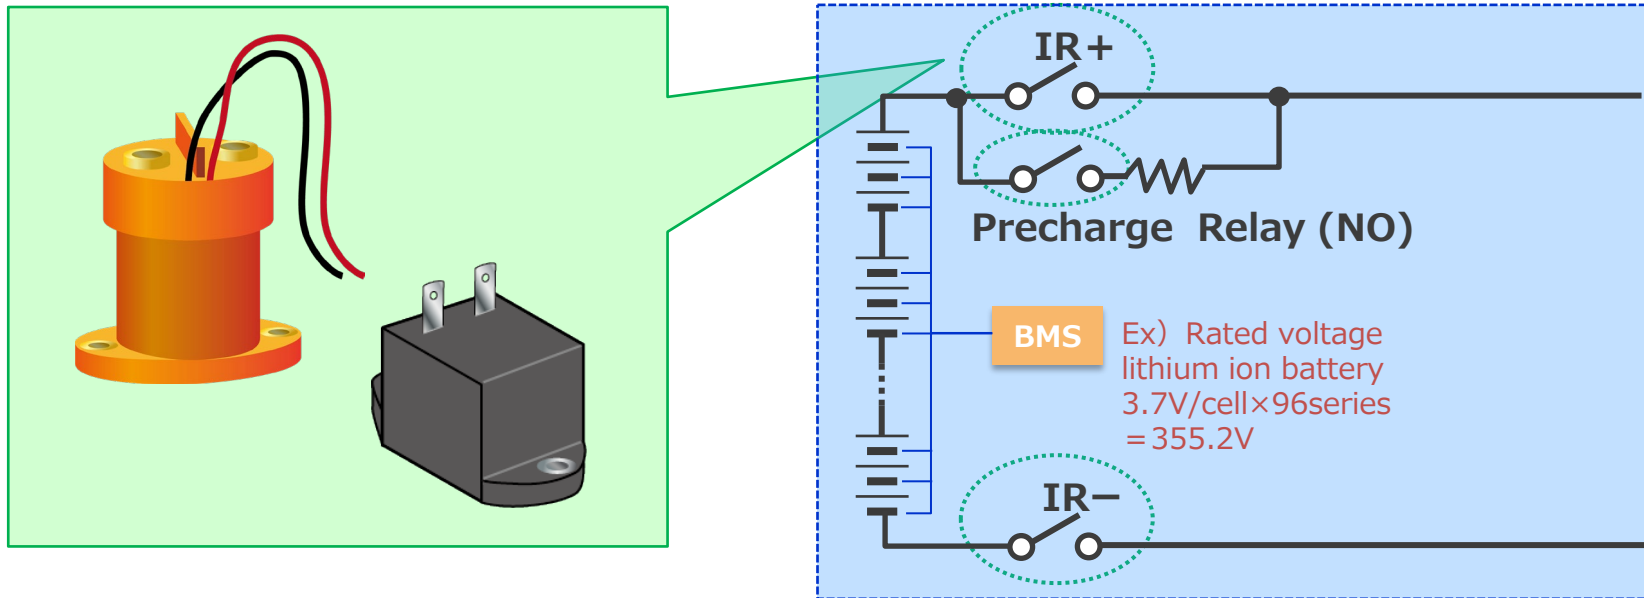 IR+
Precharge Relay (NO)
BMS
Ex）Rated voltage
lithium ion battery
3.7V/cell×96series
＝355.2V
IR−